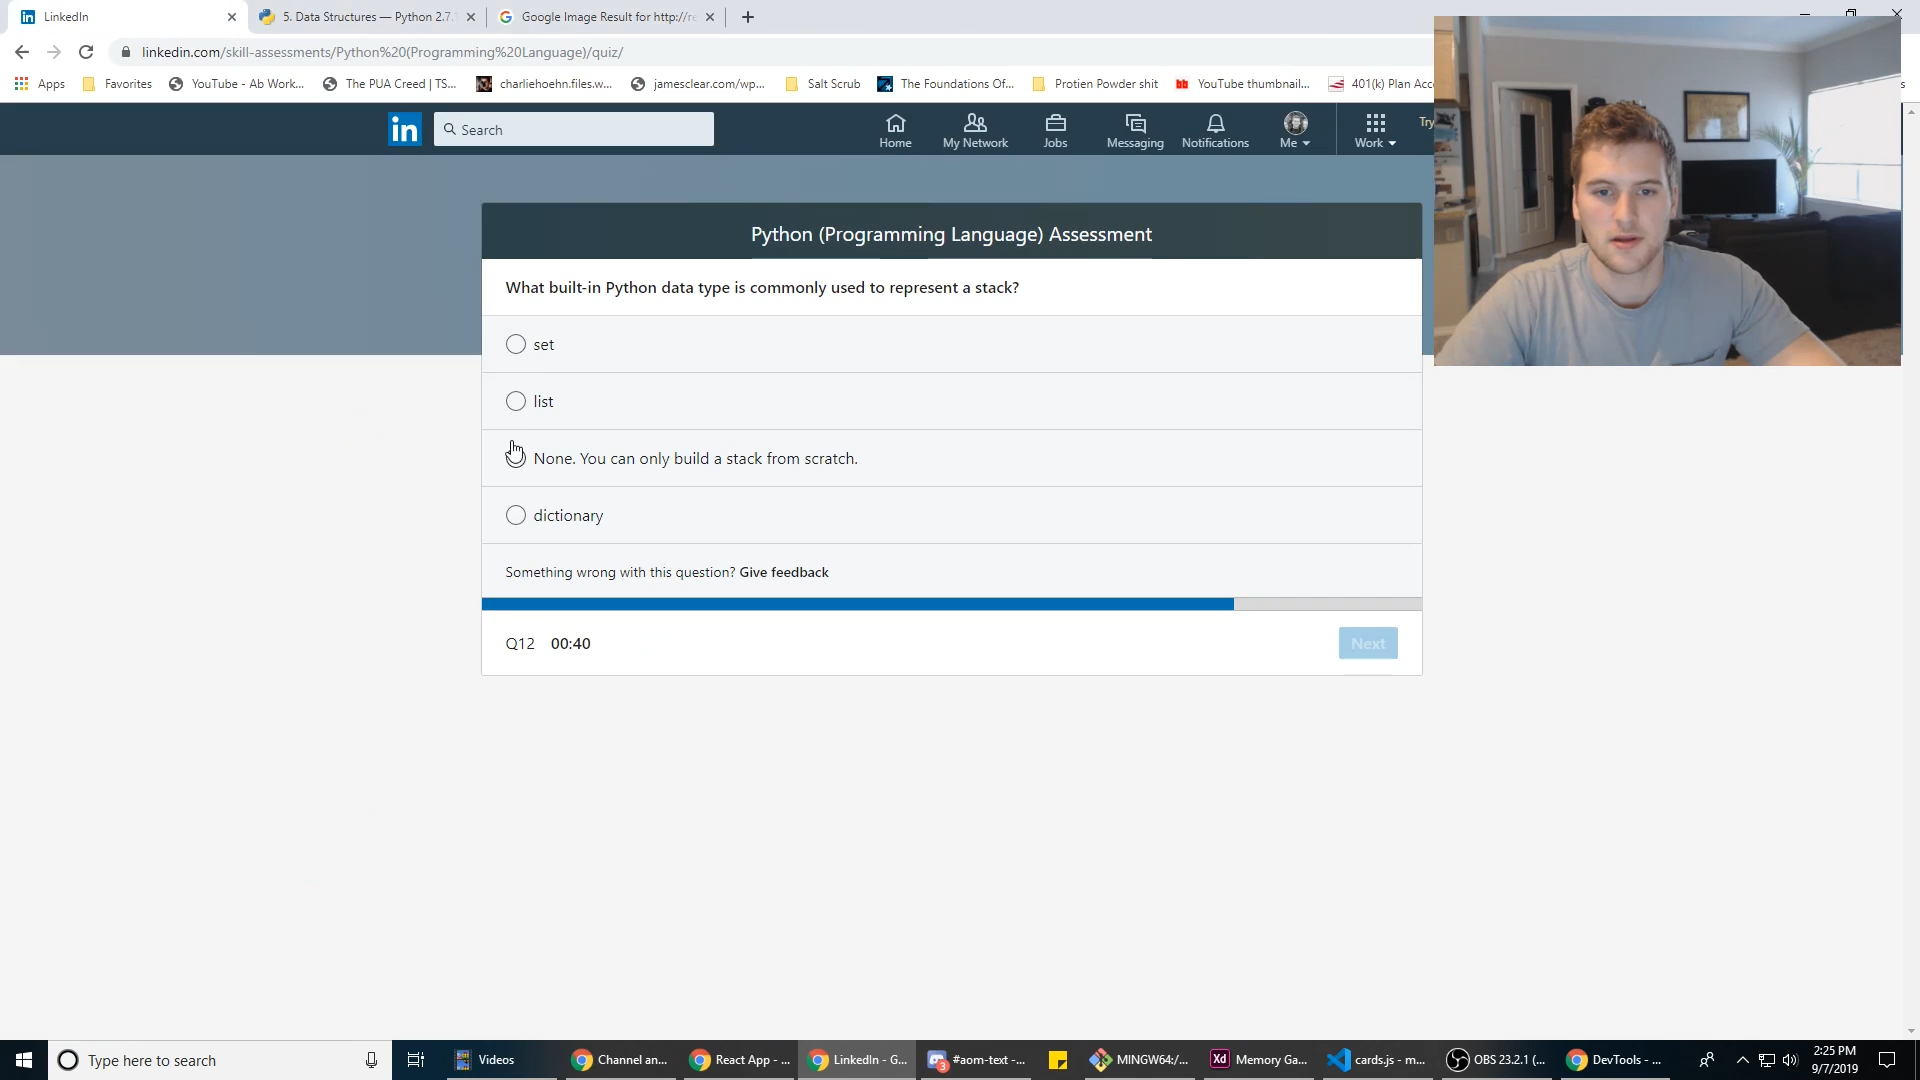 LinkedIn
5. Data Structures — Python 2.7.
Google Image Result for http://re
linkedin.com/skill-assessments/Python%20(Programming%20Language)/quiz/
Apps
Favorites
YouTube - Ab Work...
The PUA Creed | TS...
charliehoehn.files.w...
jamesclear.com/wp...
Salt Scrub
The Foundations Of...
Protien Powder shit
YouTube thumbnail...
401(k) Plan Acc
in
Search
Home
My Network
Jobs
Messaging
Notifications
Me
Work
Try
Python (Programming Language) Assessment
What built-in Python data type is commonly used to represent a stack?
set
list
None. You can only build a stack from scratch.
dictionary
Something wrong with this question? Give feedback
Q12 00:40
Next
Type here to search
Videos
Channel an...
React App - ...
LinkedIn - G...
3
#aom-text -...
MINGW64:/...
Xd
Memory Ga...
cards.js - m...
OBS 23.2.1 (...
DevTools - ...
2:25 PM
9/7/2019